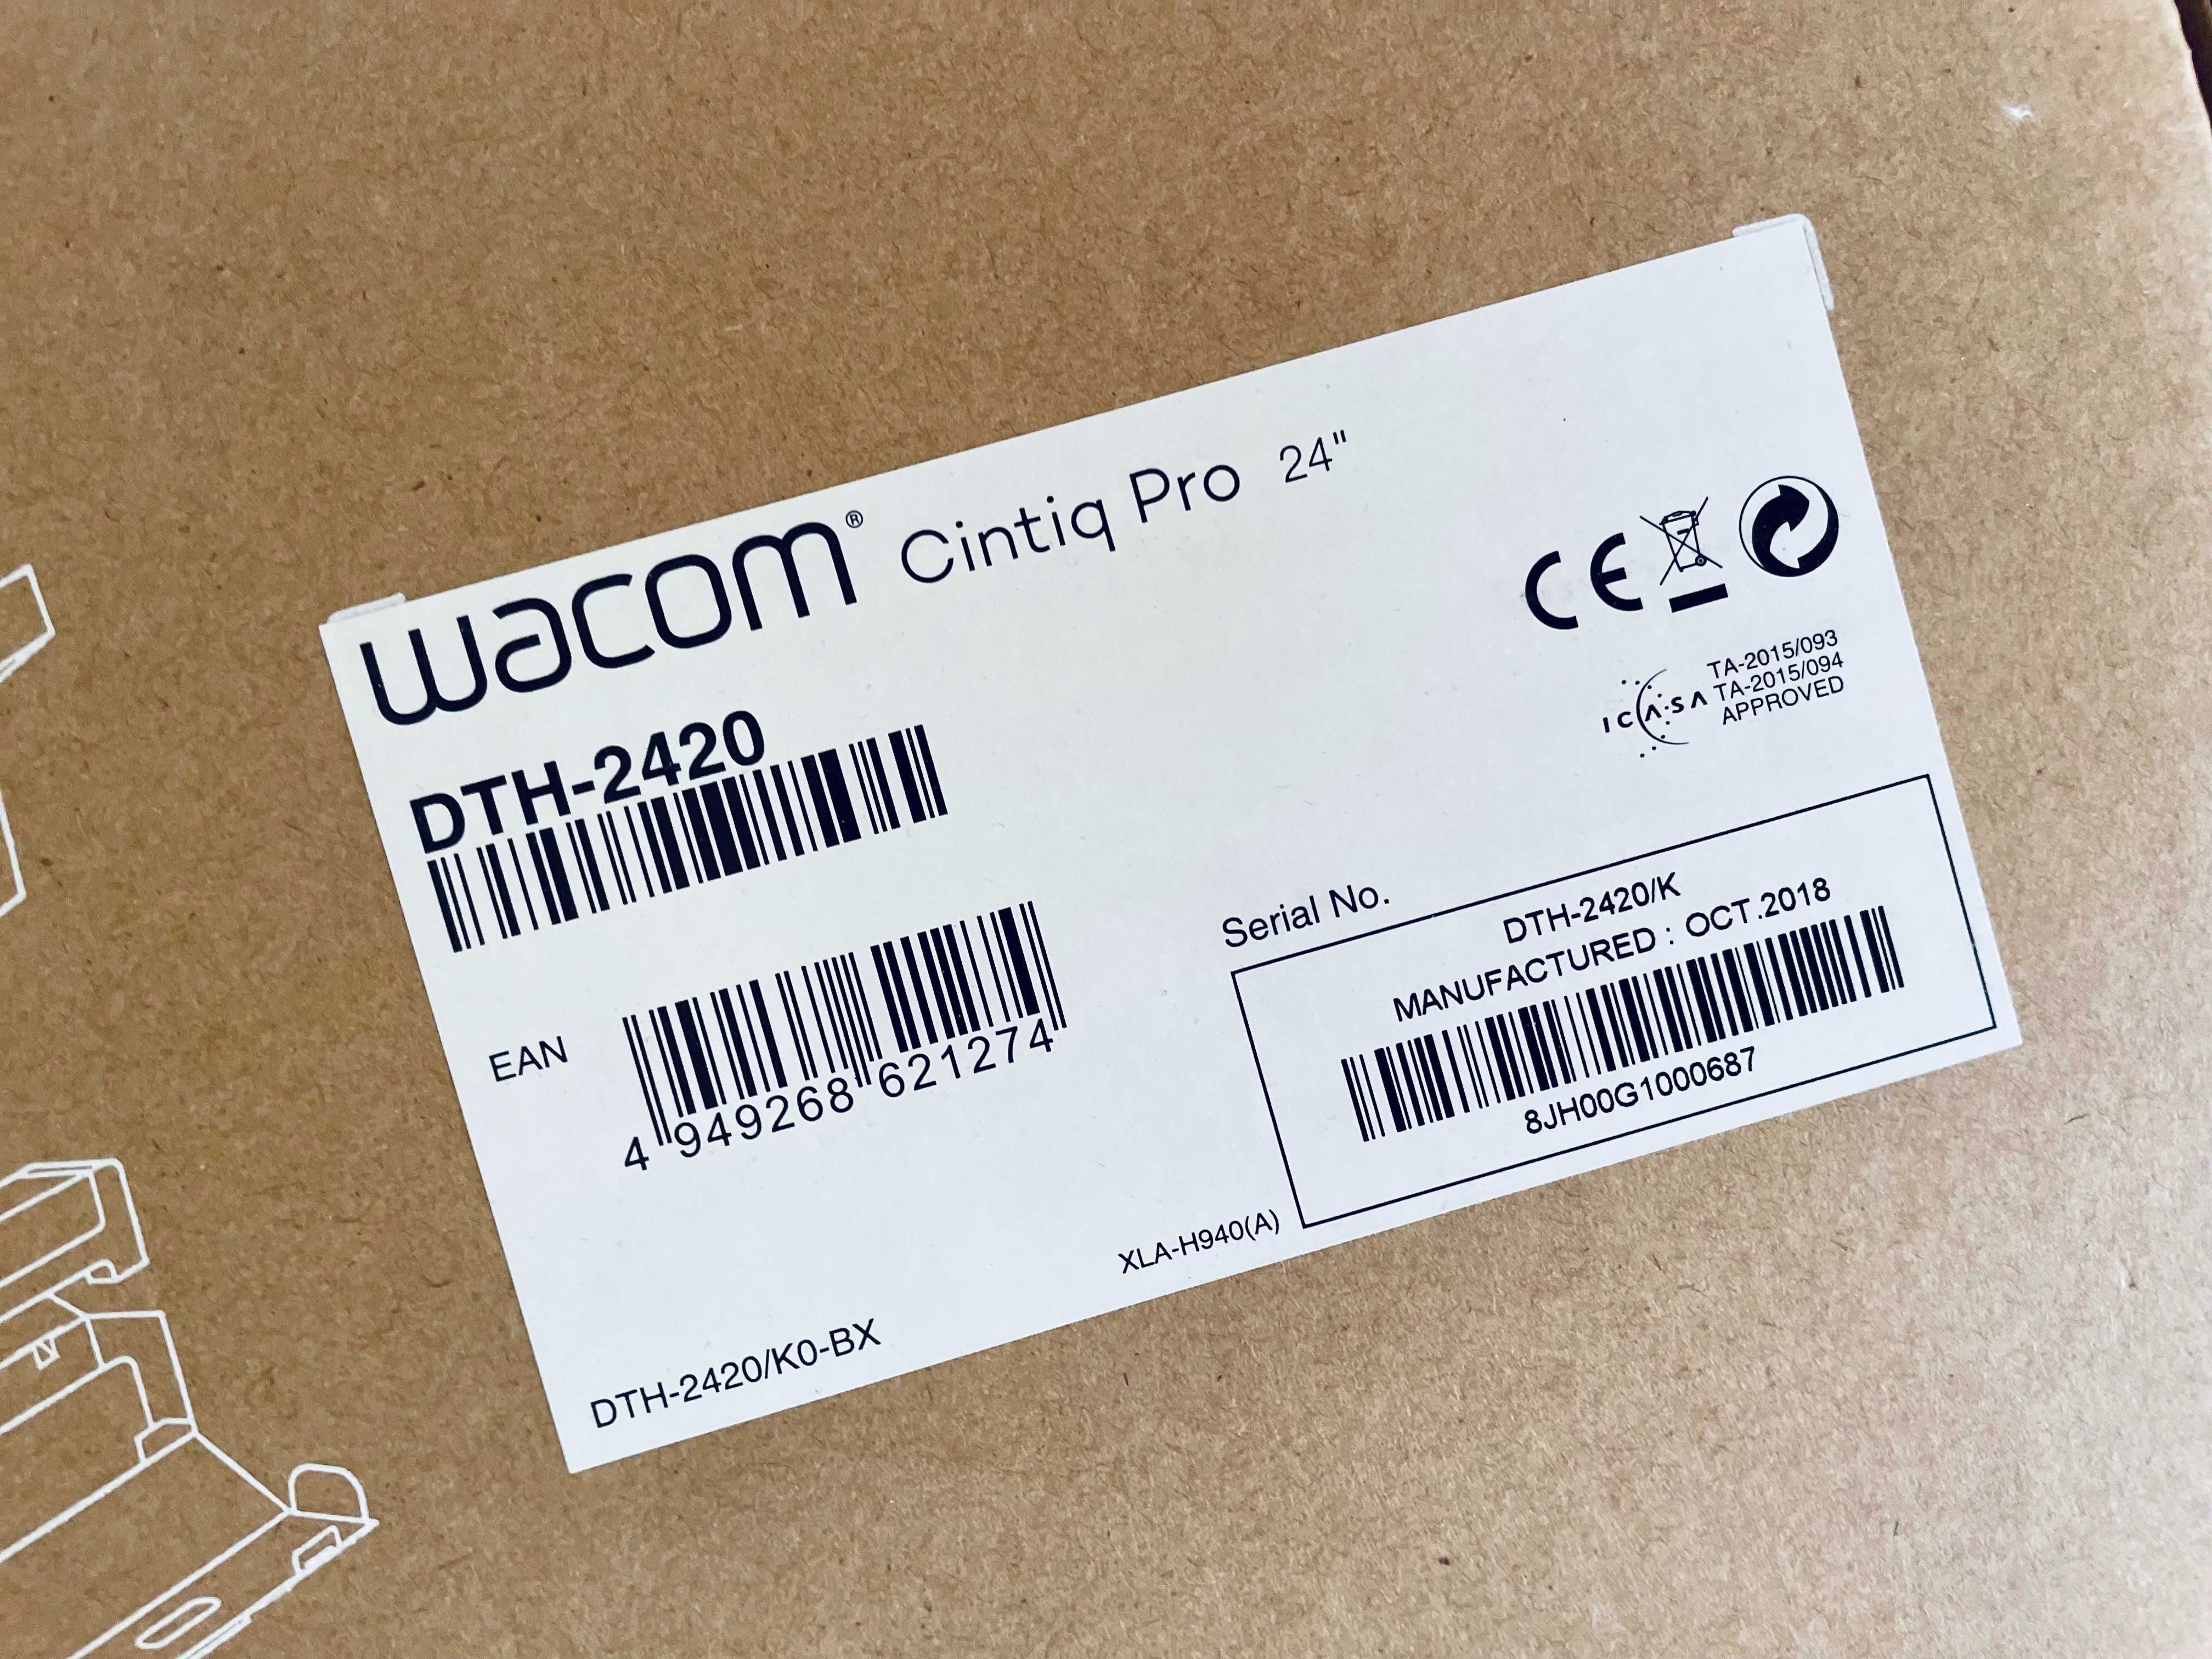 wacom® Cintiq Pro 24"
DTH-2420
CE
ICASA
TA-2015/093
TA-2015/094
APPROVED
EAN
4 949268 621274
Serial No.
DTH-2420/K
MANUFACTURED : OCT.2018
8JH00G1000687
XLA-H940(A)
DTH-2420/K0-BX